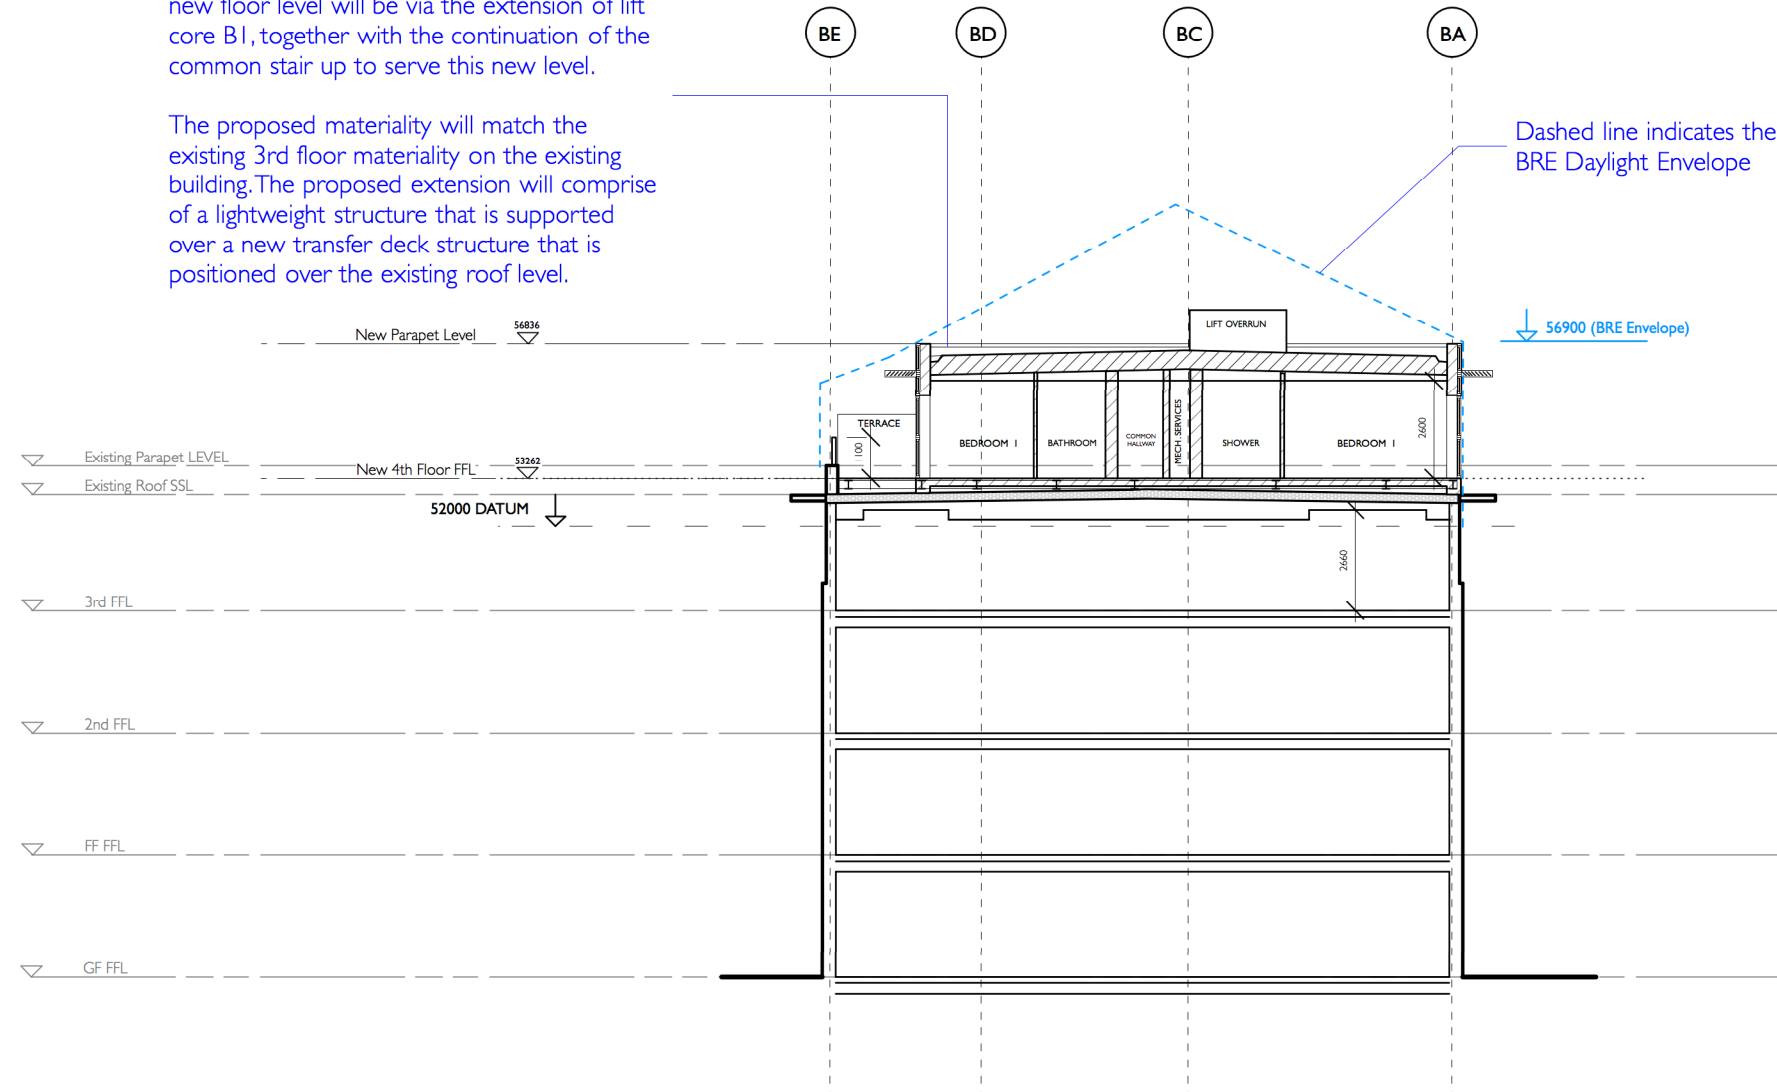 new floor level will be via the extension of lift
core B1, together with the continuation of the
common stair up to serve this new level.
The proposed materiality will match the
existing 3rd floor materiality on the existing
building. The proposed extension will comprise
of a lightweight structure that is supported
over a new transfer deck structure that is
positioned over the existing roof level.
BE
BD
BC
BA
Dashed line indicates the
BRE Daylight Envelope
56900 (BRE Envelope)
New Parapet Level
56836
LIFT OVERRUN
TERRACE
1100
BEDROOM 1
BATHROOM
COMMON
HALLWAY
MECH. SERVICES
SHOWER
BEDROOM 1
2600
Existing Parapet LEVEL
New 4th Floor FFL
53262
Existing Roof SSL
52000 DATUM
2660
3rd FFL
2nd FFL
FF FFL
GF FFL